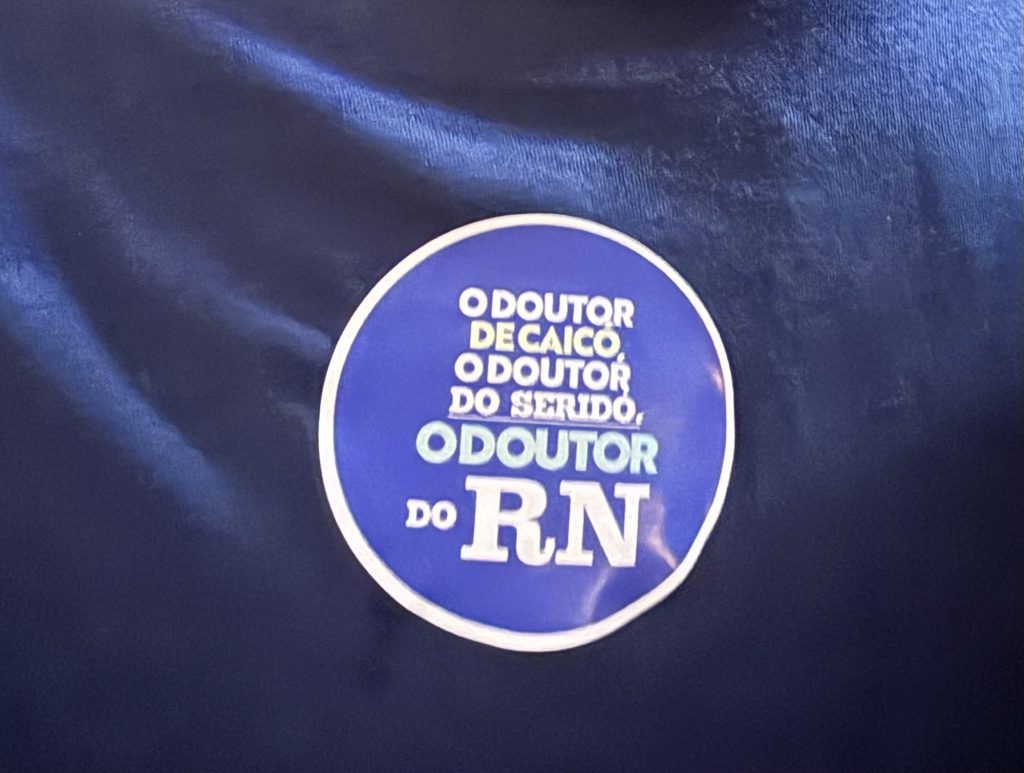 O DOUTOR
DE CAICÓ,
O DOUTOR
DO SERIDÓ,
O DOUTOR
DO RN